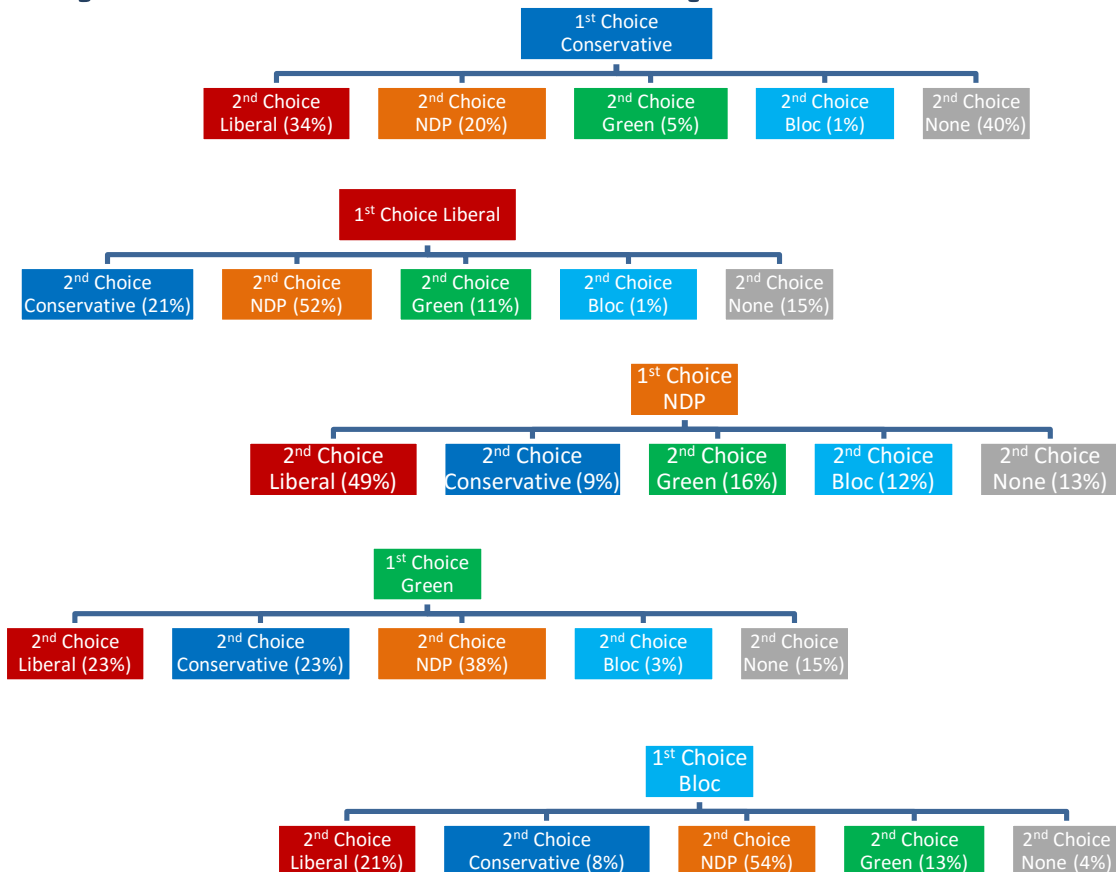 1st Choice
Conservative
2nd Choice
Liberal (34%)
2nd Choice
NDP (20%)
2nd Choice
Green (5%)
2nd Choice
Bloc (1%)
2nd Choice
None (40%)
1st Choice Liberal
2nd Choice
Conservative (21%)
2nd Choice
NDP (52%)
2nd Choice
Green (11%)
2nd Choice
Bloc (1%)
2nd Choice
None (15%)
1st Choice
NDP
2nd Choice
Liberal (49%)
2nd Choice
Conservative (9%)
2nd Choice
Green (16%)
2nd Choice
Bloc (12%)
2nd Choice
None (13%)
1st Choice
Green
2nd Choice
Liberal (23%)
2nd Choice
Conservative (23%)
2nd Choice
NDP (38%)
2nd Choice
Bloc (3%)
2nd Choice
None (15%)
1st Choice
Bloc
2nd Choice
Liberal (21%)
2nd Choice
Conservative (8%)
2nd Choice
NDP (54%)
2nd Choice
Green (13%)
2nd Choice
None (4%)